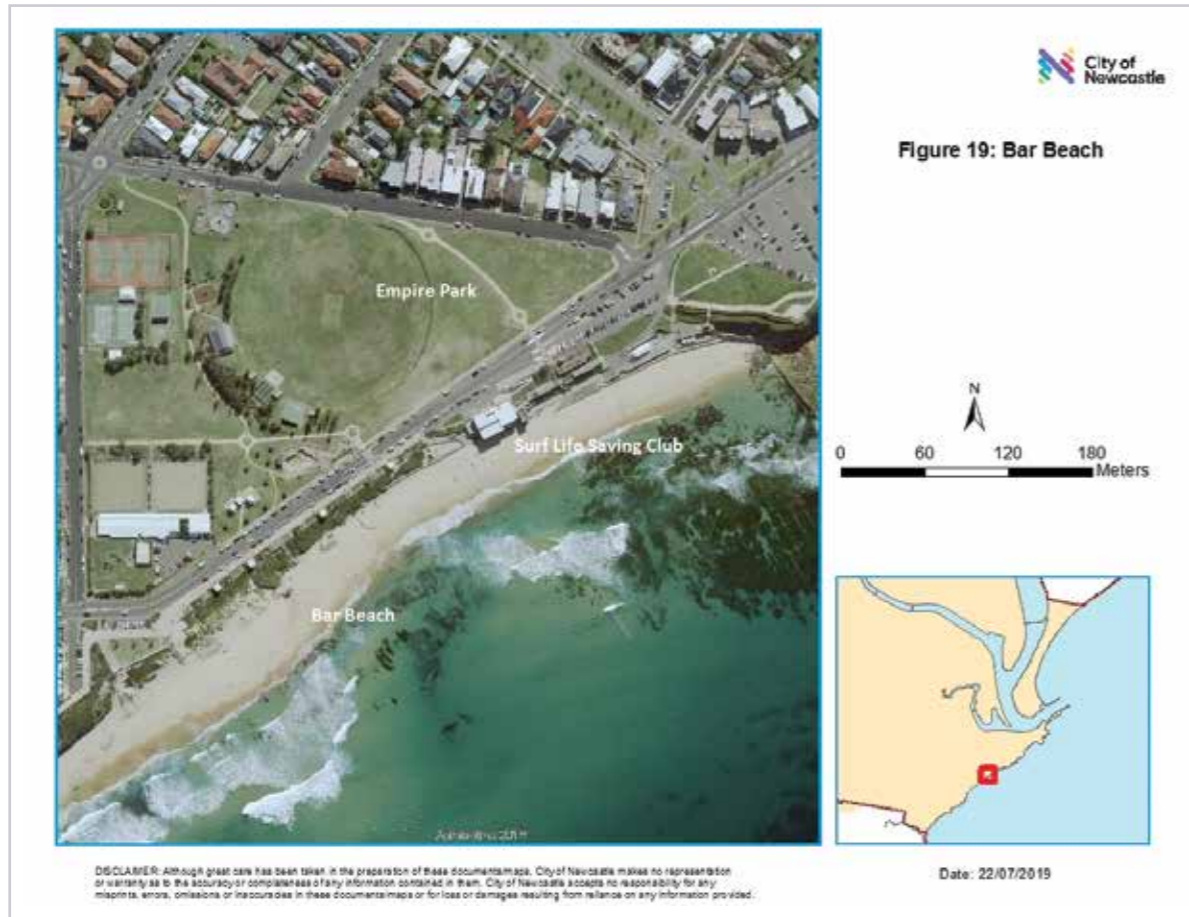 City of
Newcastle
Figure 19: Bar Beach
Empire Park
Surf Life Saving Club
Bar Beach
N
0 60 120 180
Meters
DISCLAIMER: Although great care has been taken in the preparation of these documents/maps, City of Newcastle makes no representation
or warranty as to the accuracy or completeness of any information contained in them. City of Newcastle accepts no responsibility for any
misprints, errors, omissions or inaccuracies in these documents/maps or for loss or damages resulting from reliance on any information provided.
Date: 22/07/2019